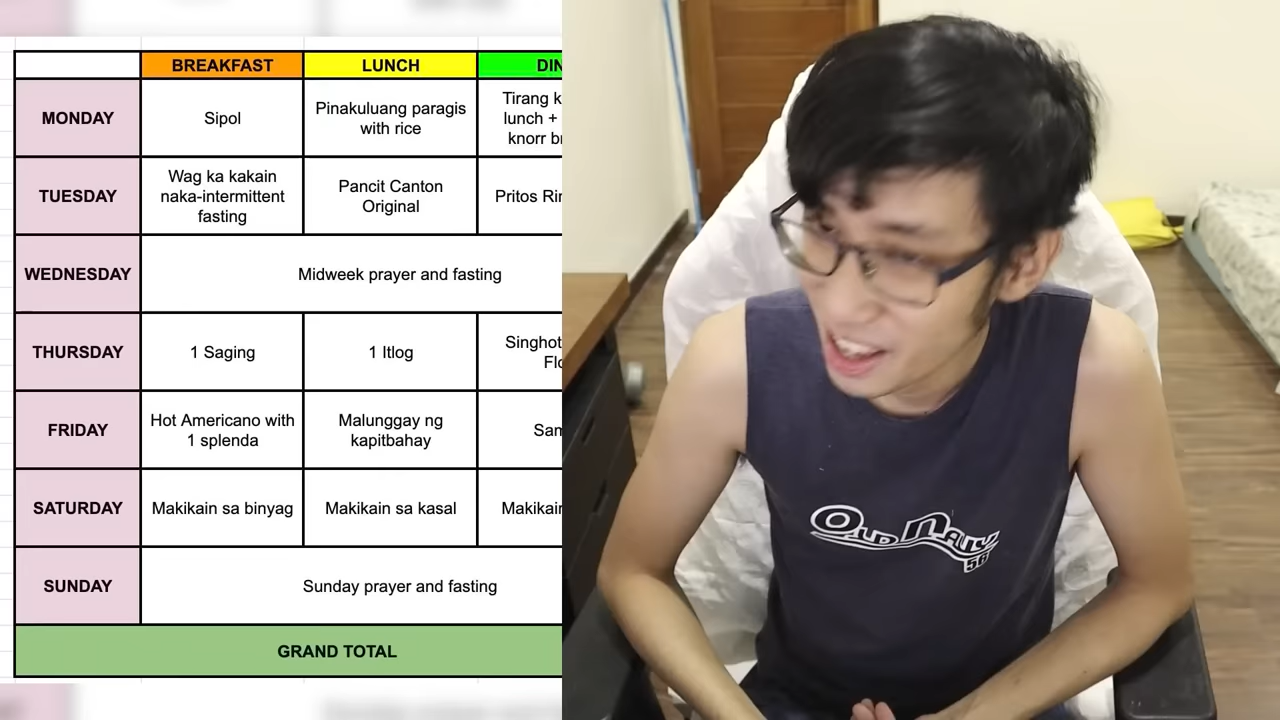 BREAKFAST
LUNCH
MONDAY
Sipol
Pinakuluang paragis
with rice
Tirang
lunch +
knorr
TUESDAY
Wag ka kakain
naka-intermittent
fasting
Pancit Canton
Original
Pritos
WEDNESDAY
Midweek prayer and fasting
THURSDAY
1 Saging
1 Itlog
Singhot
FRIDAY
Hot Americano with
1 splenda
Malunggay ng
kapitbahay
SATURDAY
Makikain sa binyag
Makikain sa kasal
Makikain
SUNDAY
Sunday prayer and fasting
GRAND TOTAL
OLD NAVY
56